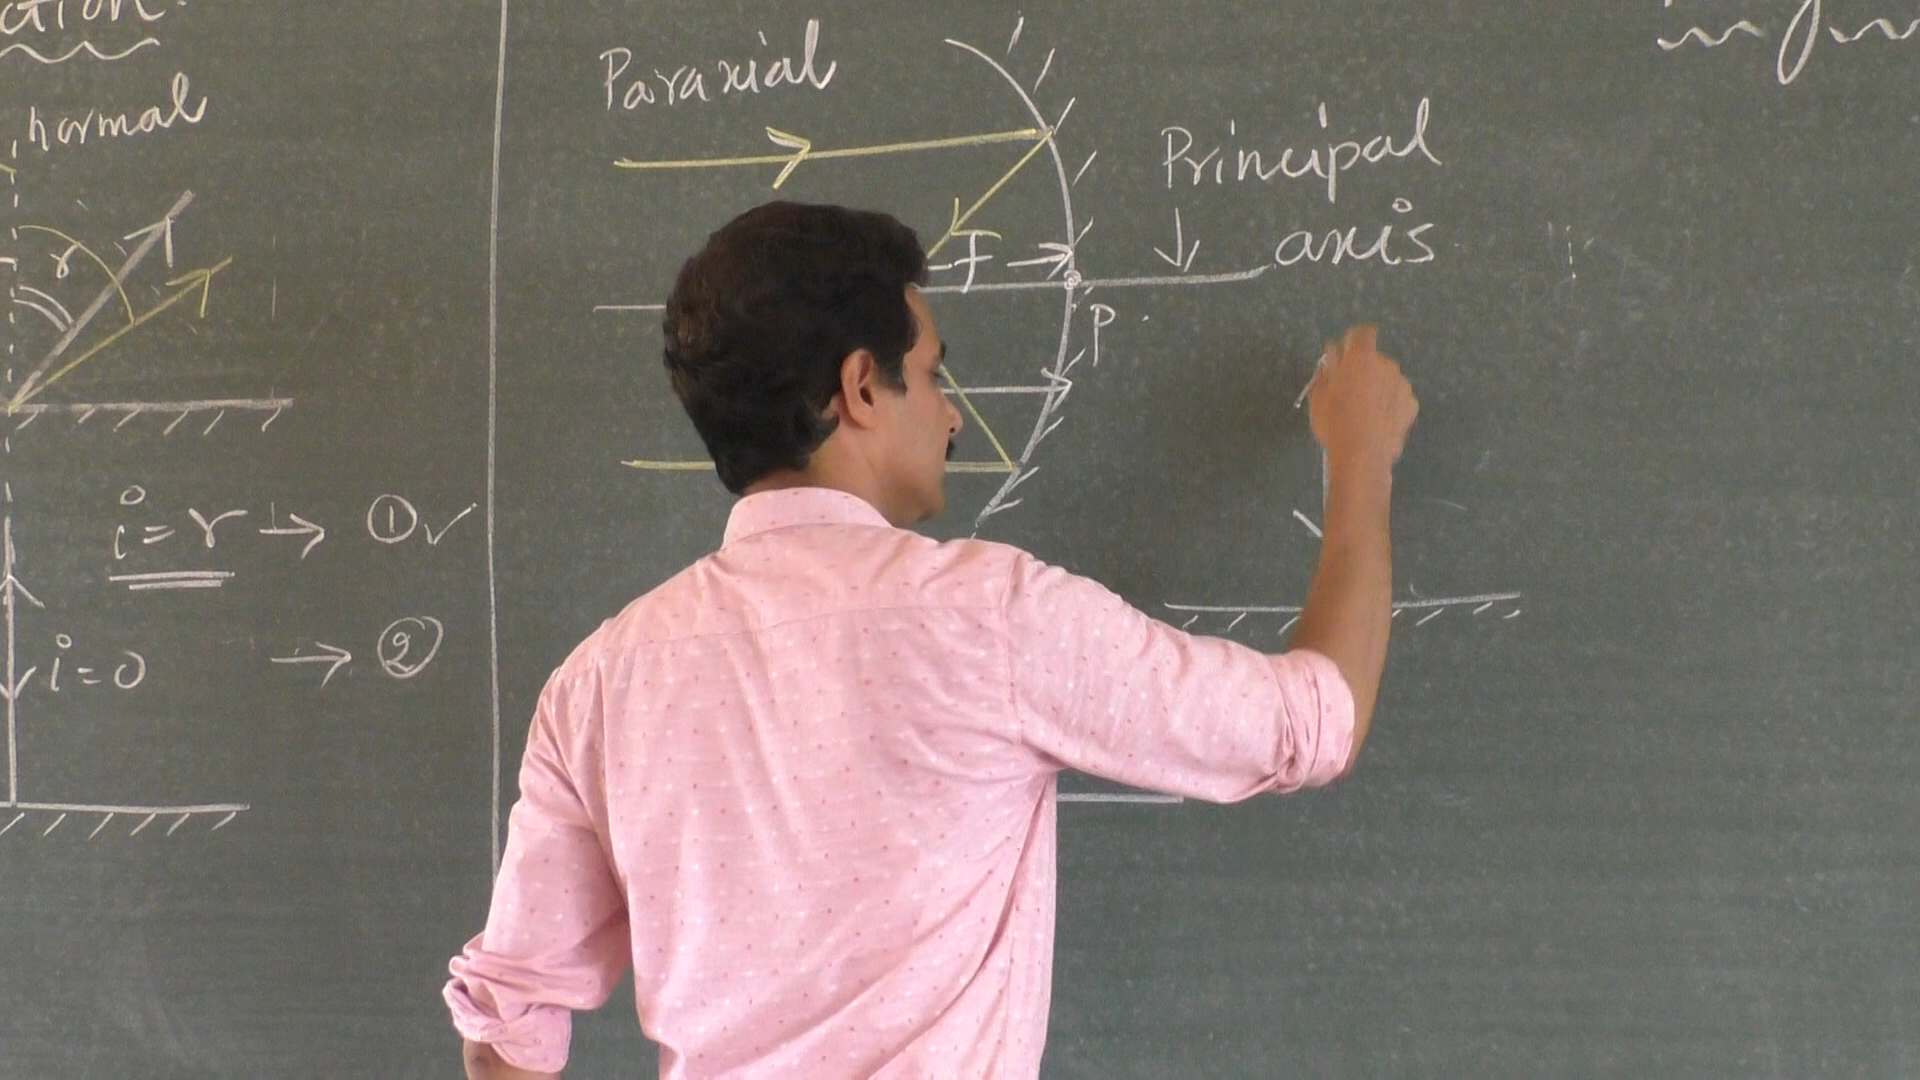 normal
r
i = r → ① ✓
i = 0 → ②
Paraxial
f
P
Principal
axis